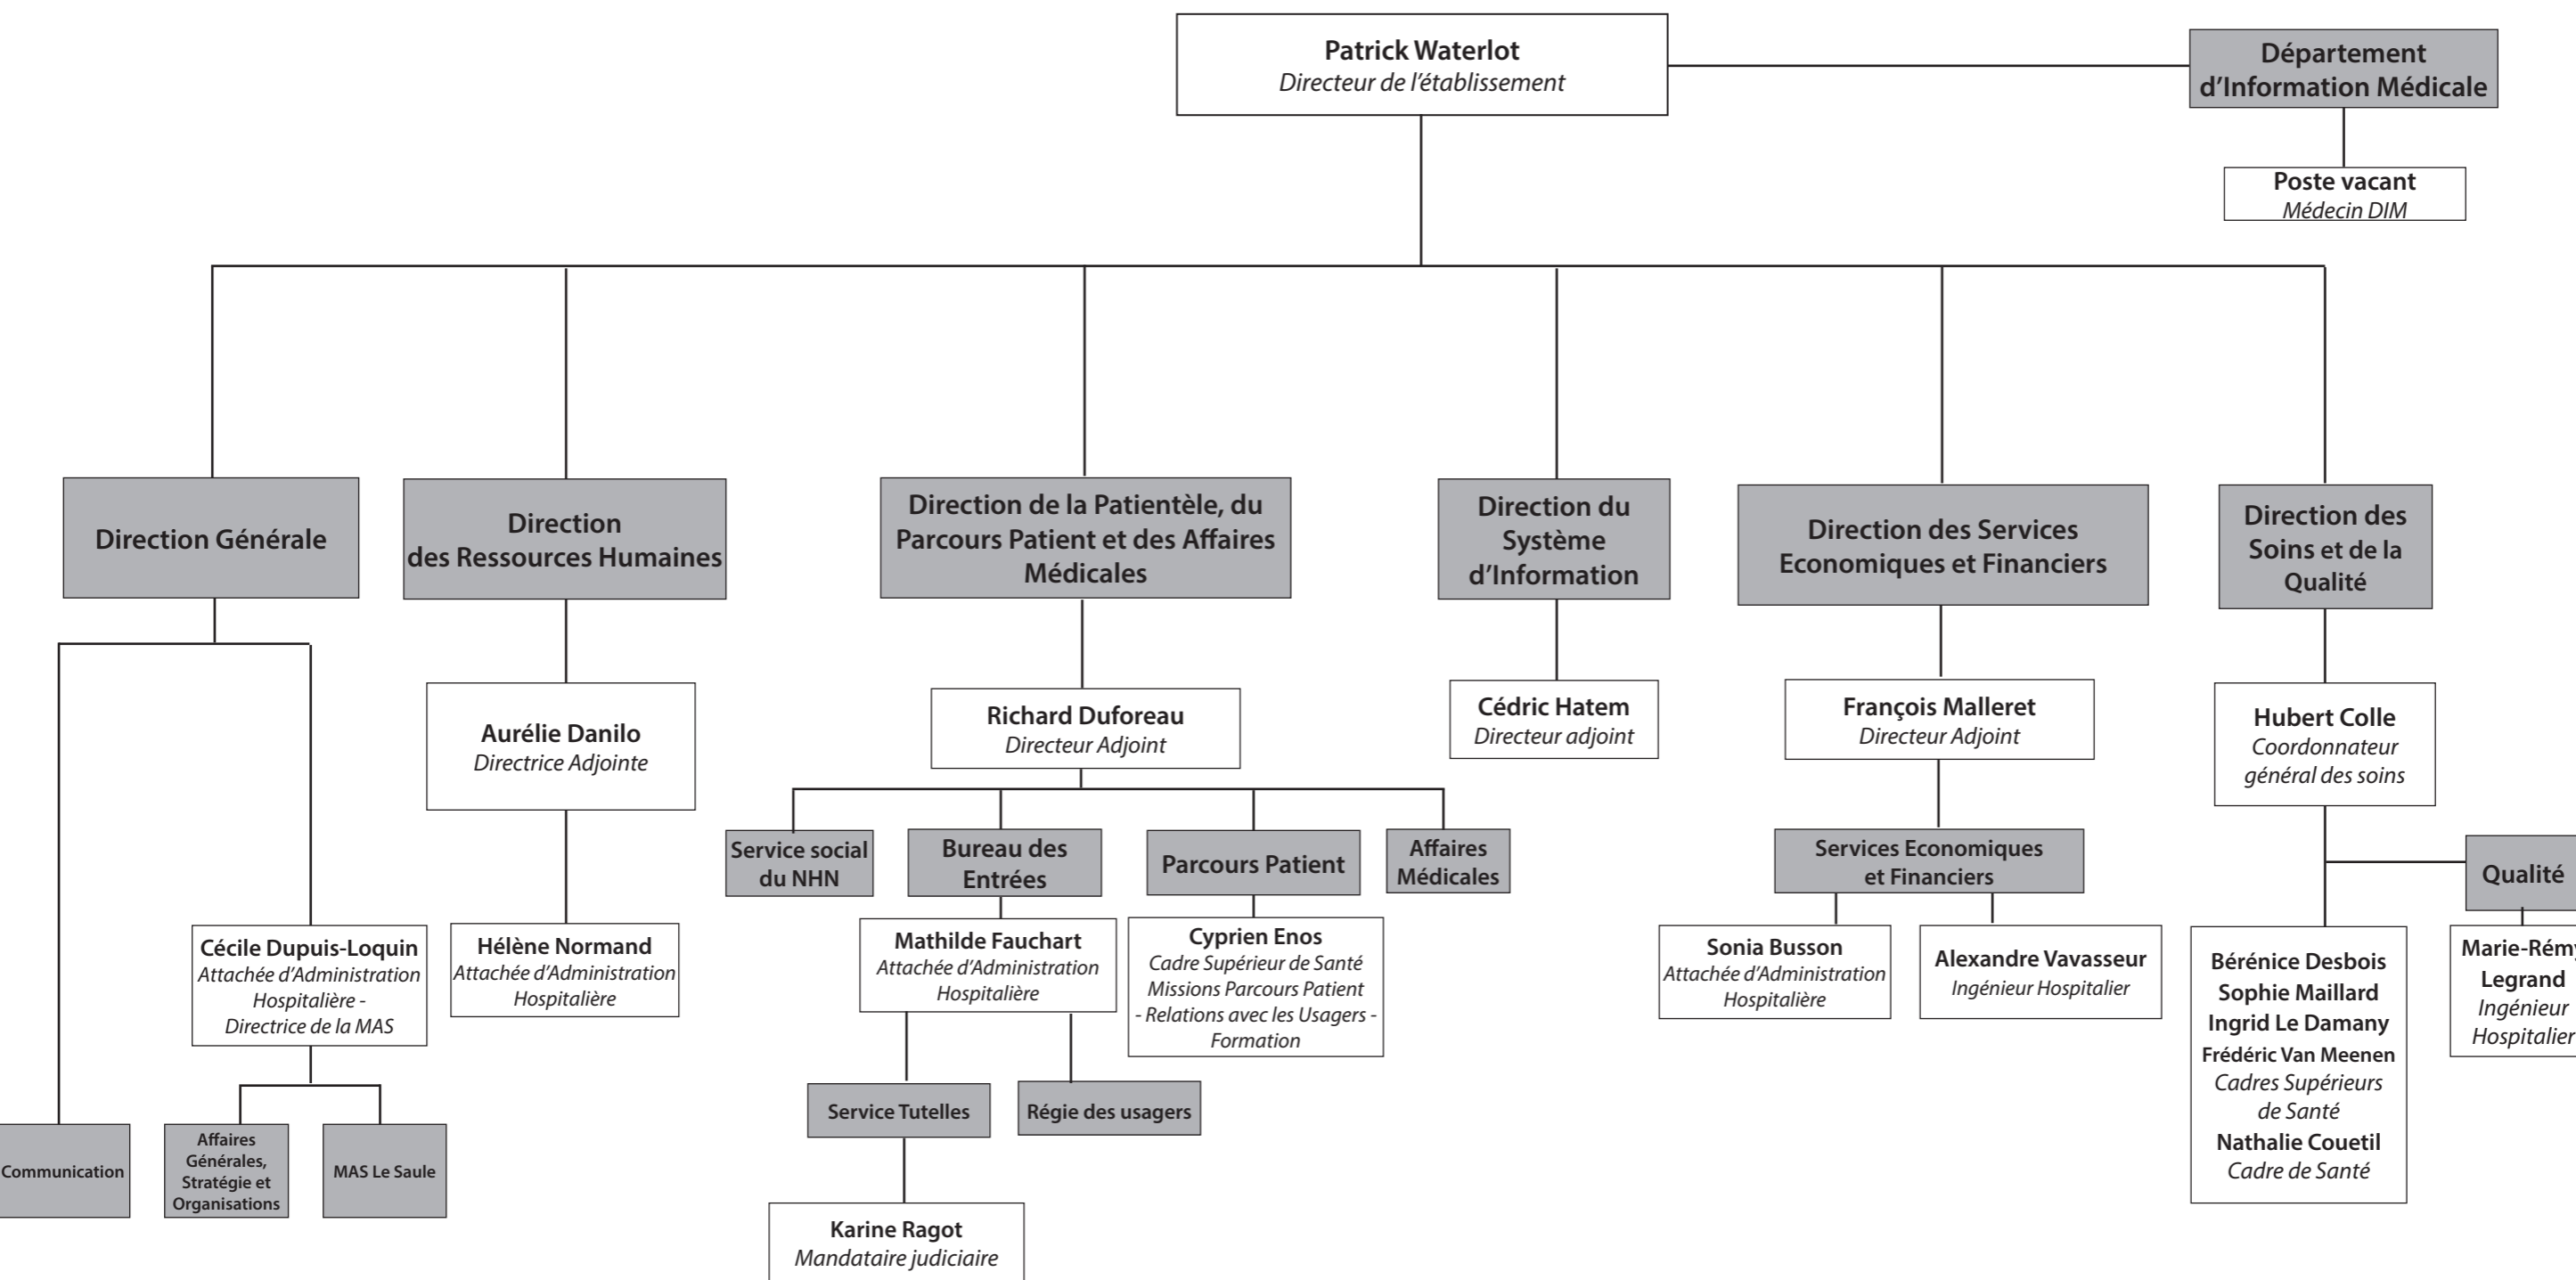 Patrick Waterlot
Directeur de l'établissement
Département
d'Information Médicale
Poste vacant
Médecin DIM
Direction Générale
Direction
des Ressources Humaines
Direction de la Patientèle, du
Parcours Patient et des Affaires
Médicales
Direction du
Système
d'Information
Direction des Services
Economiques et Financiers
Direction des
Soins et de la
Qualité
Aurélie Danilo
Directrice Adjointe
Richard Duforeau
Directeur Adjoint
Cédric Hatem
Directeur adjoint
François Malleret
Directeur Adjoint
Hubert Colle
Coordonnateur
général des soins
Service social
du NHN
Bureau des
Entrées
Parcours Patient
Affaires
Médicales
Services Economiques
et Financiers
Qualité
Cécile Dupuis-Loquin
Attachée d'Administration
Hospitalière -
Directrice de la MAS
Hélène Normand
Attachée d'Administration
Hospitalière
Mathilde Fauchart
Attachée d'Administration
Hospitalière
Cyprien Enos
Cadre Supérieur de Santé
Missions Parcours Patient
- Relations avec les Usagers -
Formation
Sonia Busson
Attachée d'Administration
Hospitalière
Alexandre Vavasseur
Ingénieur Hospitalier
Bérénice Desbois
Sophie Maillard
Ingrid Le Damany
Frédéric Van Meenen
Cadres Supérieurs
de Santé
Nathalie Couetil
Cadre de Santé
Marie-Rémy
Legrand
Ingénieur
Hospitalier
Communication
Affaires
Générales,
Stratégie et
Organisations
MAS Le Saule
Service Tutelles
Régie des usagers
Karine Ragot
Mandataire judiciaire